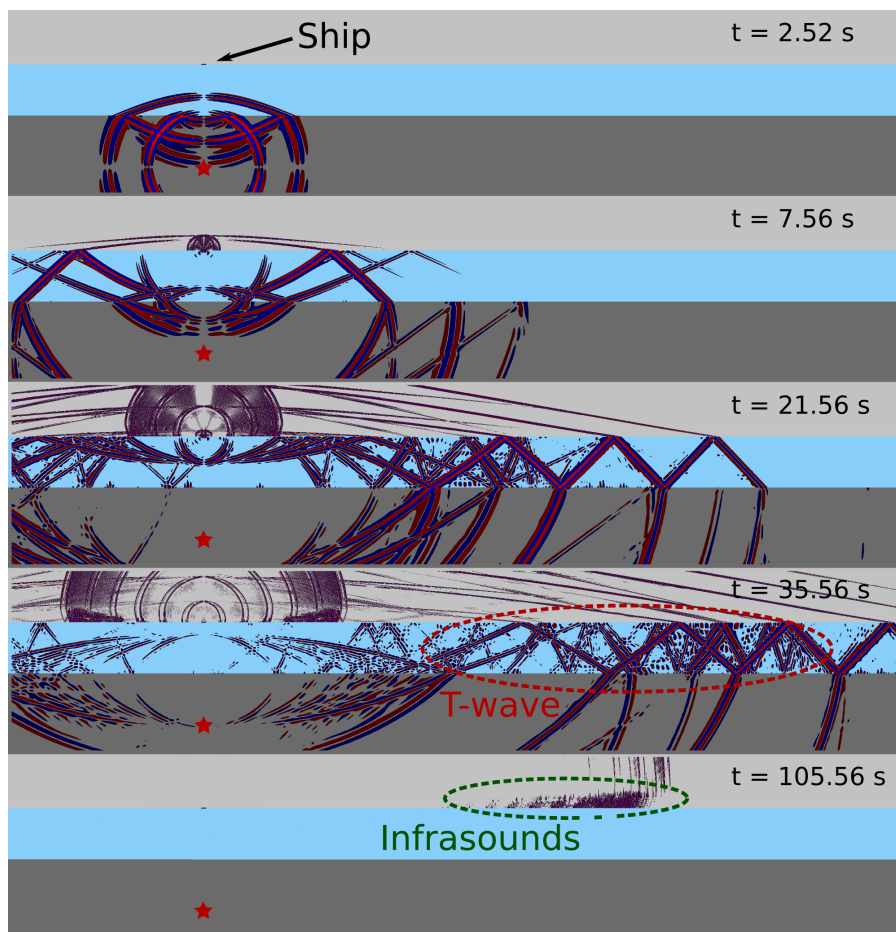 Ship
t = 2.52 s
t = 7.56 s
t = 21.56 s
t = 35.56 s
T-wave
t = 105.56 s
Infrasounds